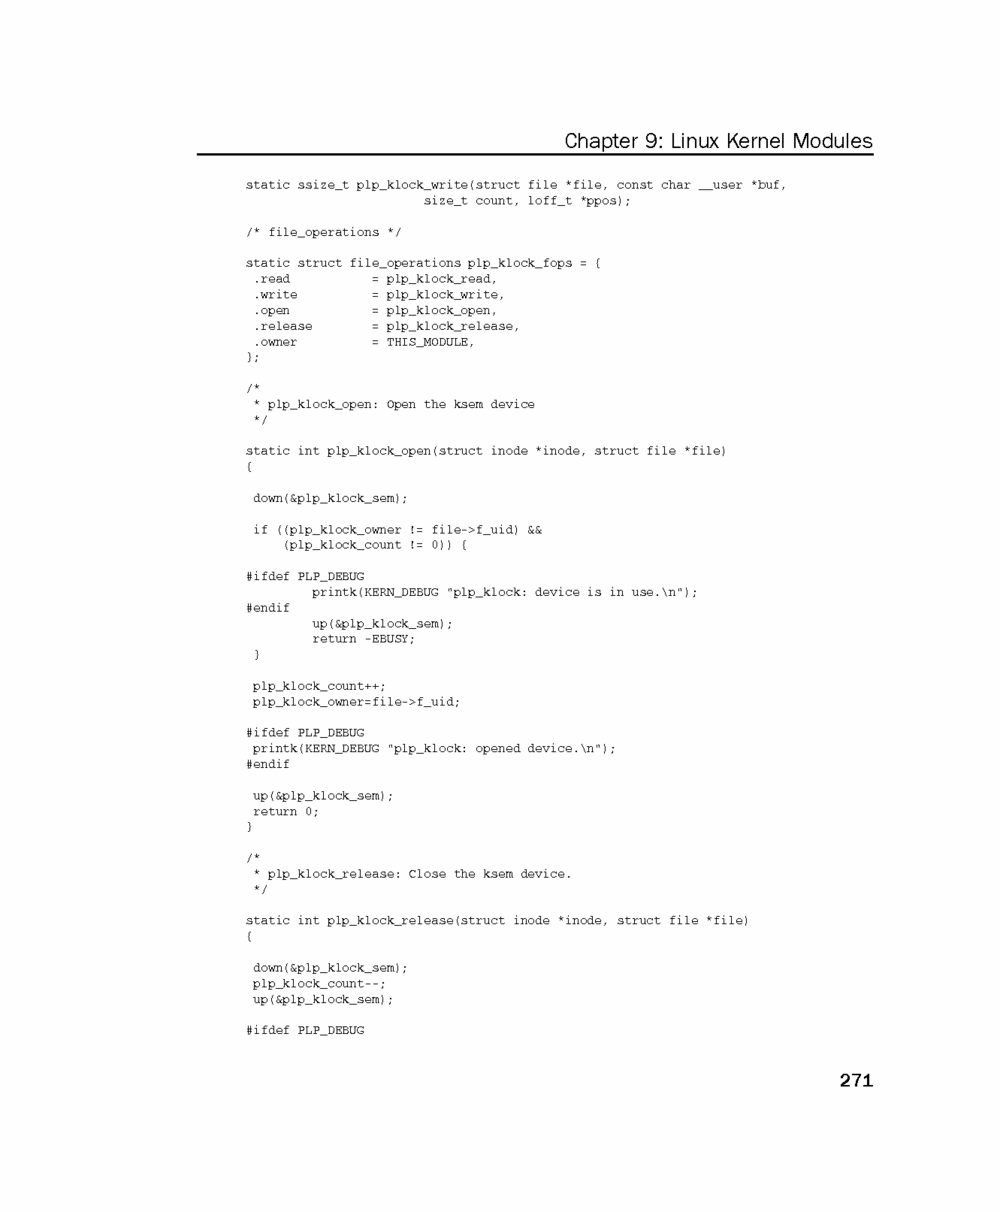 Chapter 9: Linux Kernel Modules
static ssize_t plp_klock_write(struct file *file, const char __user *buf,
size_t count, loff_t *ppos);
/* file_operations */
static struct file_operations plp_klock_fops = {
.read = plp_klock_read,
.write = plp_klock_write,
.open = plp_klock_open,
.release = plp_klock_release,
.owner = THIS_MODULE,
};
/*
* plp_klock_open: Open the ksem device
*/
static int plp_klock_open(struct inode *inode, struct file *file)
{
down(&plp_klock_sem);
if ((plp_klock_owner != file->f_uid) &&
(plp_klock_count != 0)) {
#ifdef PLP_DEBUG
printk(KERN_DEBUG "plp_klock: device is in use.\n");
#endif
up(&plp_klock_sem);
return -EBUSY;
}
plp_klock_count++;
plp_klock_owner=file->f_uid;
#ifdef PLP_DEBUG
printk(KERN_DEBUG "plp_klock: opened device.\n");
#endif
up(&plp_klock_sem);
return 0;
}
/*
* plp_klock_release: Close the ksem device.
*/
static int plp_klock_release(struct inode *inode, struct file *file)
{
down(&plp_klock_sem);
plp_klock_count--;
up(&plp_klock_sem);
#ifdef PLP_DEBUG
271